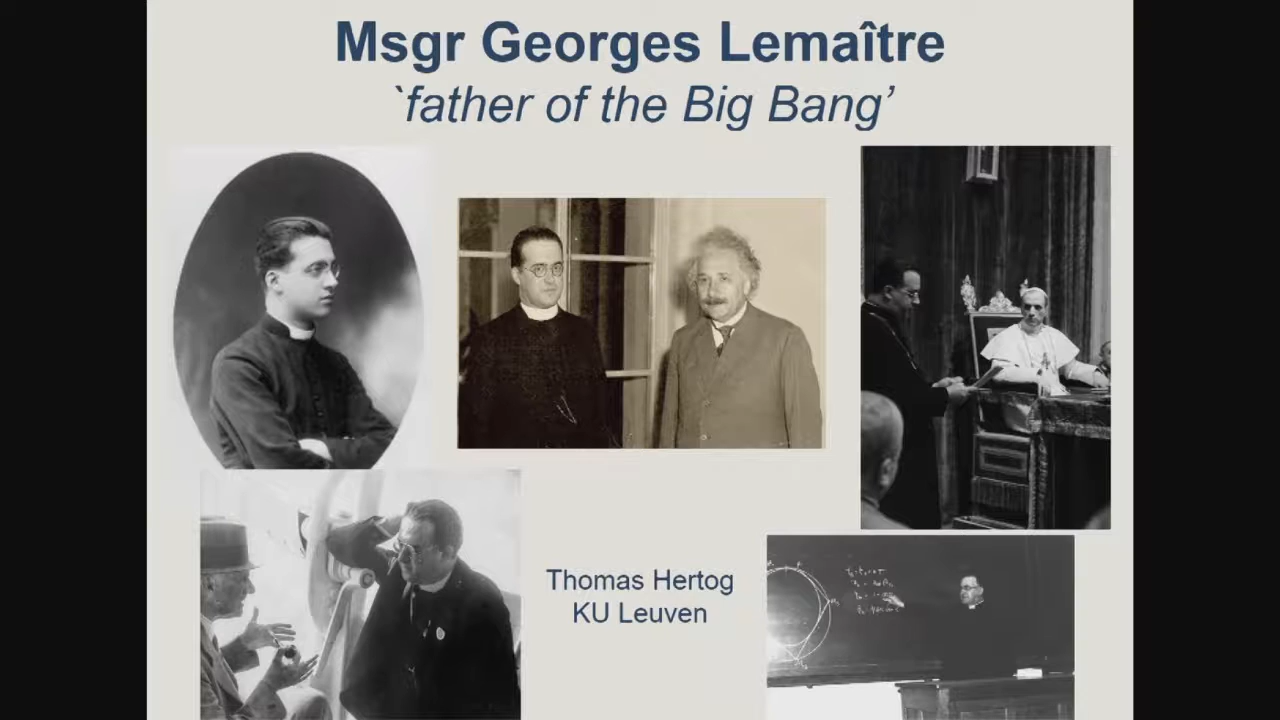 Msgr Georges Lemaître
`father of the Big Bang’
Thomas Hertog
KU Leuven